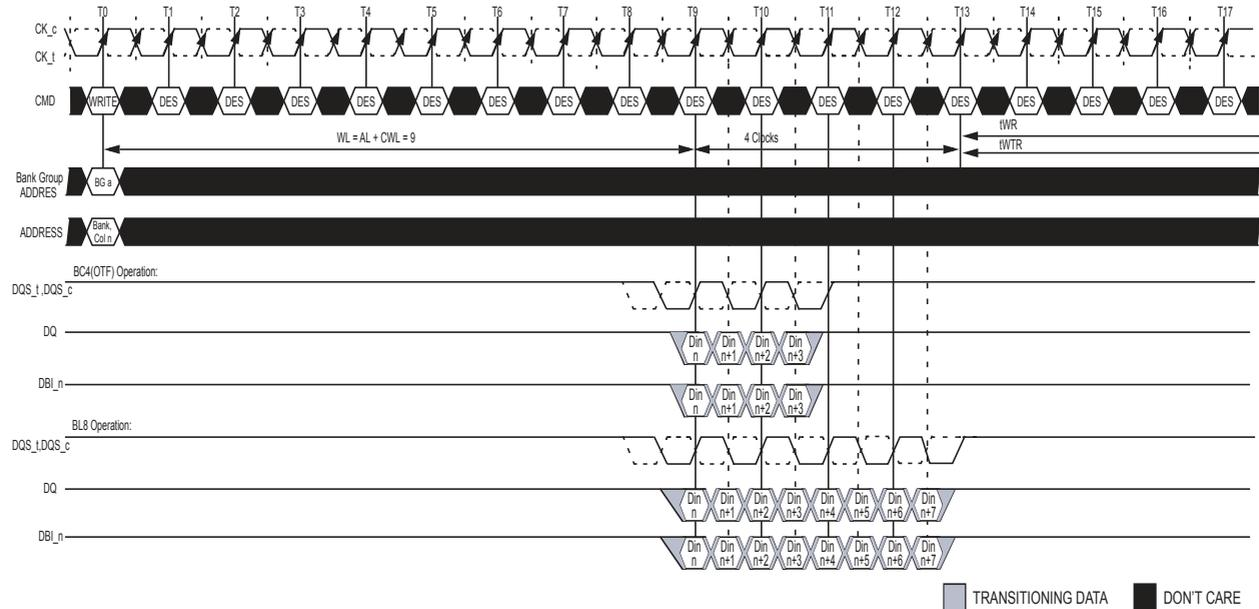 T0 T1 T2 T3 T4 T5 T6 T7 T8 T9 T10 T11 T12 T13 T14 T15 T16 T17
CK_c
CK_t
CMD
WRITE DES DES DES DES DES DES DES DES DES DES DES DES DES DES DES DES DES
WL = AL + CWL = 9
4 Clocks
tWR
tWTR
Bank Group
ADDRES
BG a
ADDRESS
Bank,
Col n
BC4(OTF) Operation:
DQS_t ,DQS_c
DQ
Din Din Din Din
n n+1 n+2 n+3
DBI_n
Din Din Din Din
n n+1 n+2 n+3
BL8 Operation:
DQS_t,DQS_c
DQ
Din Din Din Din Din Din Din Din
n n+1 n+2 n+3 n+4 n+5 n+6 n+7
DBI_n
Din Din Din Din Din Din Din Din
n n+1 n+2 n+3 n+4 n+5 n+6 n+7
TRANSITIONING DATA
DON'T CARE